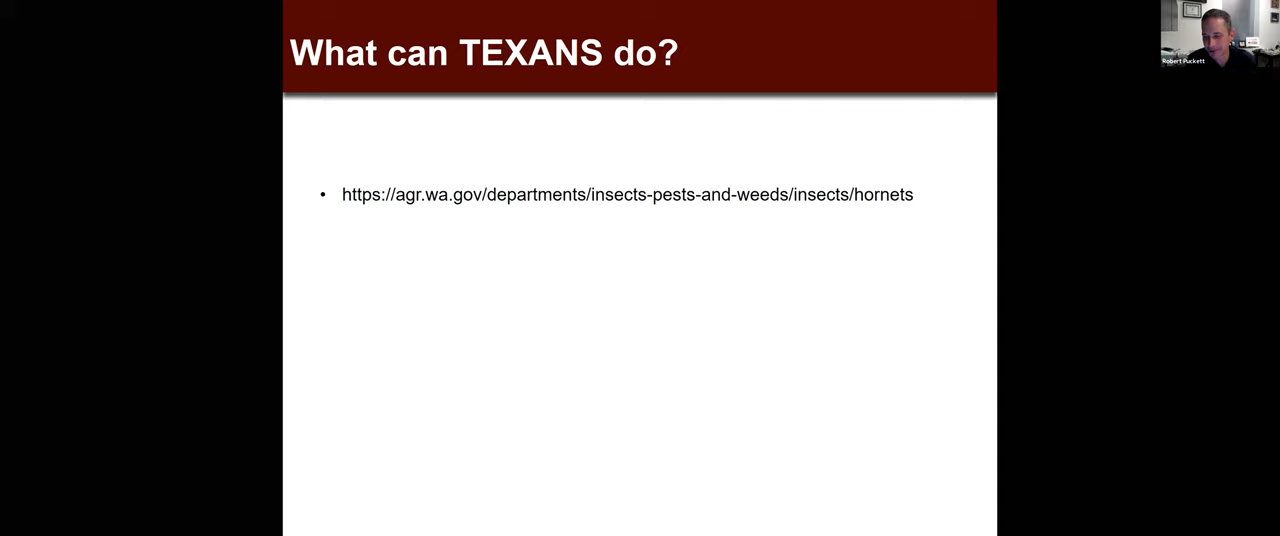 What can TEXANS do?
Robert Puckett
• https://agr.wa.gov/departments/insects-pests-and-weeds/insects/hornets